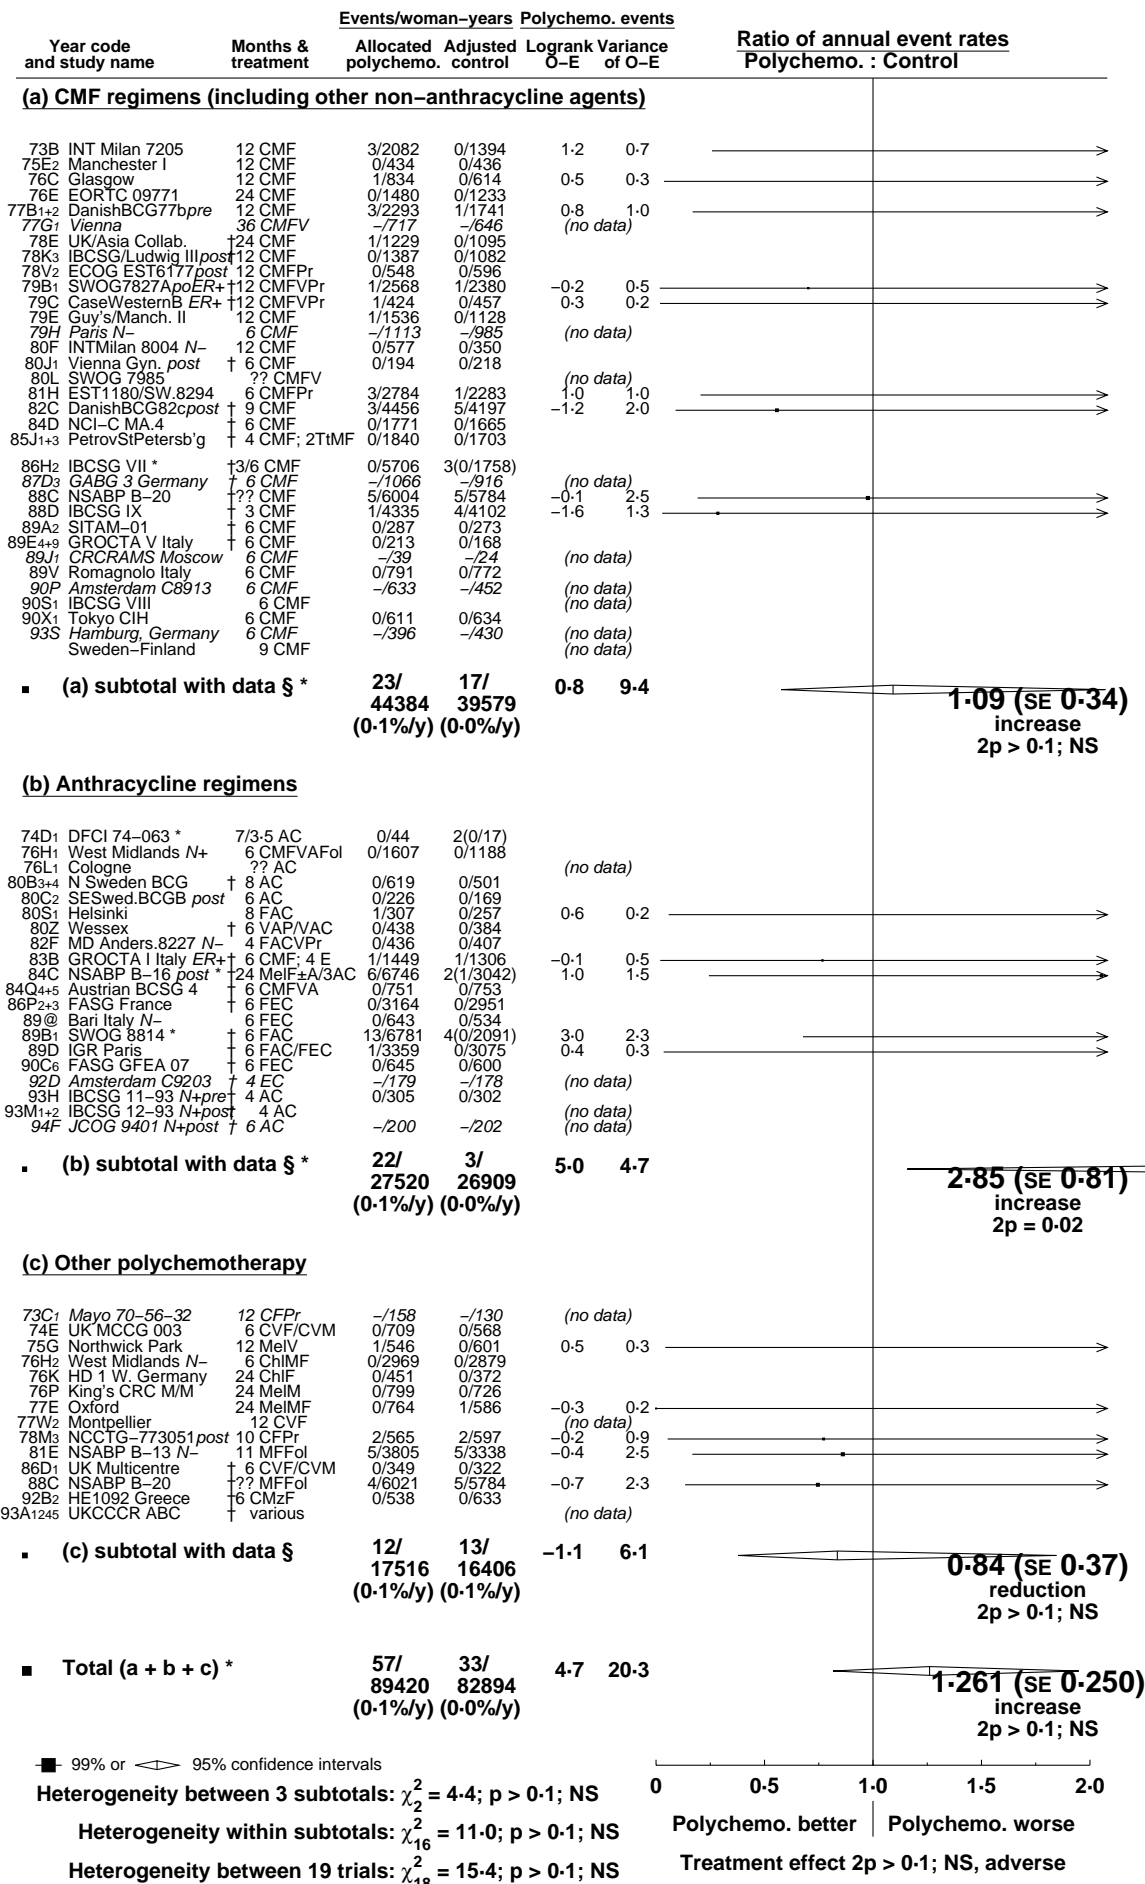 Events/woman–years Polychemo. events
Year code and study name Months & treatment Allocated polychemo. Adjusted control Logrank O–E Variance of O–E Ratio of annual event rates Polychemo. : Control
(a) CMF regimens (including other non–anthracycline agents)
73B INT Milan 7205 12 CMF 3/2082 0/1394 1·2 0·7
75E2 Manchester I 12 CMF 0/434 0/436
76C Glasgow 12 CMF 1/834 0/614 0·5 0·3
76E EORTC 09771 24 CMF 0/1480 0/1233
77B1+2 DanishBCG77bpre 12 CMF 3/2293 1/1741 0·8 1·0
77G1 Vienna 36 CMFV –/717 –/646 (no data)
78E UK/Asia Collab. †24 CMF 1/1229 0/1095
78K3 IBCSG/Ludwig IIIpost†12 CMF 0/1387 0/1082
78V2 ECOG EST6177post 12 CMFPr 0/548 0/596
79B1 SWOG7827ApoER+†12 CMFVPr 1/2568 1/2380 –0·2 0·5
79C CaseWesternB ER+ †12 CMFVPr 1/424 0/457 0·3 0·2
79E Guy's/Manch. II 12 CMF 1/1536 0/1128
79H Paris N– 6 CMF –/1113 –/985 (no data)
80F INTMilan 8004 N– 12 CMF 0/577 0/350
80J1 Vienna Gyn. post † 6 CMF 0/194 0/218
80L SWOG 7985 ?? CMFV (no data)
81H EST1180/SW.8294 6 CMFPr 3/2784 1/2283 1·0 1·0
82C DanishBCG82cpost † 9 CMF 3/4456 5/4197 –1·2 2·0
84D NCI–C MA.4 † 6 CMF 0/1771 0/1665
85J1+3 PetrovStPetersb'g † 4 CMF; 2TtMF 0/1840 0/1703
86H2 IBCSG VII * †3/6 CMF 0/5706 3(0/1758)
87D3 GABG 3 Germany † 6 CMF –/1066 –/916 (no data)
88C NSABP B–20 †?? CMF 5/6004 5/5784 –0·1 2·5
88D IBCSG IX † 3 CMF 1/4335 4/4102 –1·6 1·3
89A2 SITAM–01 † 6 CMF 0/287 0/273
89E4+9 GROCTA V Italy † 6 CMF 0/213 0/168
89J1 CRCRAMS Moscow 6 CMF –/39 –/24 (no data)
89V Romagnolo Italy 6 CMF 0/791 0/772
90P Amsterdam C8913 6 CMF –/633 –/452 (no data)
90S1 IBCSG VIII 6 CMF (no data)
90X1 Tokyo CIH 6 CMF 0/611 0/634
93S Hamburg, Germany 6 CMF –/396 –/430 (no data)
Sweden–Finland 9 CMF (no data)
(a) subtotal with data § * 23/ 17/ 0·8 9·4
44384 39579 1·09 (SE 0·34)
(0·1%/y) (0·0%/y) increase
2p > 0·1; NS
(b) Anthracycline regimens
74D1 DFCI 74–063 * 7/3·5 AC 0/44 2(0/17)
76H1 West Midlands N+ 6 CMFVAFol 0/1607 0/1188
76L1 Cologne ?? AC (no data)
80B3+4 N Sweden BCG † 8 AC 0/619 0/501
80C2 SESwed.BCGB post 6 AC 0/226 0/169
80S1 Helsinki 8 FAC 1/307 0/257 0·6 0·2
80Z Wessex † 6 VAP/VAC 0/438 0/384
82F MD Anders.8227 N– 4 FACVPr 0/436 0/407
83B GROCTA I Italy ER+† 6 CMF; 4 E 1/1449 1/1306 –0·1 0·5
84C NSABP B–16 post * †24 MelF±A/3AC 6/6746 2(1/3042) 1·0 1·5
84Q4+5 Austrian BCSG 4 † 6 CMFVA 0/751 0/753
86P2+3 FASG France † 6 FEC 0/3164 0/2951
89@ Bari Italy N– 6 FEC 0/643 0/534
89B1 SWOG 8814 * † 6 FAC 13/6781 4(0/2091) 3·0 2·3
89D IGR Paris † 6 FAC/FEC 1/3359 0/3075 0·4 0·3
90C6 FASG GFEA 07 † 6 FEC 0/645 0/600
92D Amsterdam C9203 † 4 EC –/179 –/178 (no data)
93H IBCSG 11–93 N+pre† 4 AC 0/305 0/302
93M1+2 IBCSG 12–93 N+post† 4 AC (no data)
94F JCOG 9401 N+post † 6 AC –/200 –/202 (no data)
(b) subtotal with data § * 22/ 3/ 5·0 4·7
27520 26909 2·85 (SE 0·81)
(0·1%/y) (0·0%/y) increase
2p = 0·02
(c) Other polychemotherapy
73C1 Mayo 70–56–32 12 CFPr –/158 –/130 (no data)
74E UK MCCG 003 6 CVF/CVM 0/709 0/568
75G Northwick Park 12 MelV 1/546 0/601 0·5 0·3
76H2 West Midlands N– 6 ChlMF 0/2969 0/2879
76K HD 1 W. Germany 24 ChlF 0/451 0/372
76P King's CRC M/M 24 MelM 0/799 0/726
77E Oxford 24 MelMF 0/764 1/586 –0·3 0·2
77W2 Montpellier 12 CVF (no data)
78M3 NCCTG–773051post 10 CFPr 2/565 2/597 –0·2 0·9
81E NSABP B–13 N– 11 MFFol 5/3805 5/3338 –0·4 2·5
86D1 UK Multicentre † 6 CVF/CVM 0/349 0/322
88C NSABP B–20 †?? MFFol 4/6021 5/5784 –0·7 2·3
92B2 HE1092 Greece †6 CMzF 0/538 0/633
93A1245 UKCCCR ABC † various (no data)
(c) subtotal with data § 12/ 13/ –1·1 6·1
17516 16406 0·84 (SE 0·37)
(0·1%/y) (0·1%/y) reduction
2p > 0·1; NS
Total (a + b + c) * 57/ 33/ 4·7 20·3
89420 82894 1·261 (SE 0·250)
(0·1%/y) (0·0%/y) increase
2p > 0·1; NS
99% or 95% confidence intervals
0 0·5 1·0 1·5 2·0
Heterogeneity between 3 subtotals: χ²₂ = 4·4; p > 0·1; NS
Polychemo. better Polychemo. worse
Heterogeneity within subtotals: χ²₁₆ = 11·0; p > 0·1; NS
Treatment effect 2p > 0·1; NS, adverse
Heterogeneity between 19 trials: χ²₁₈ = 15·4; p > 0·1; NS